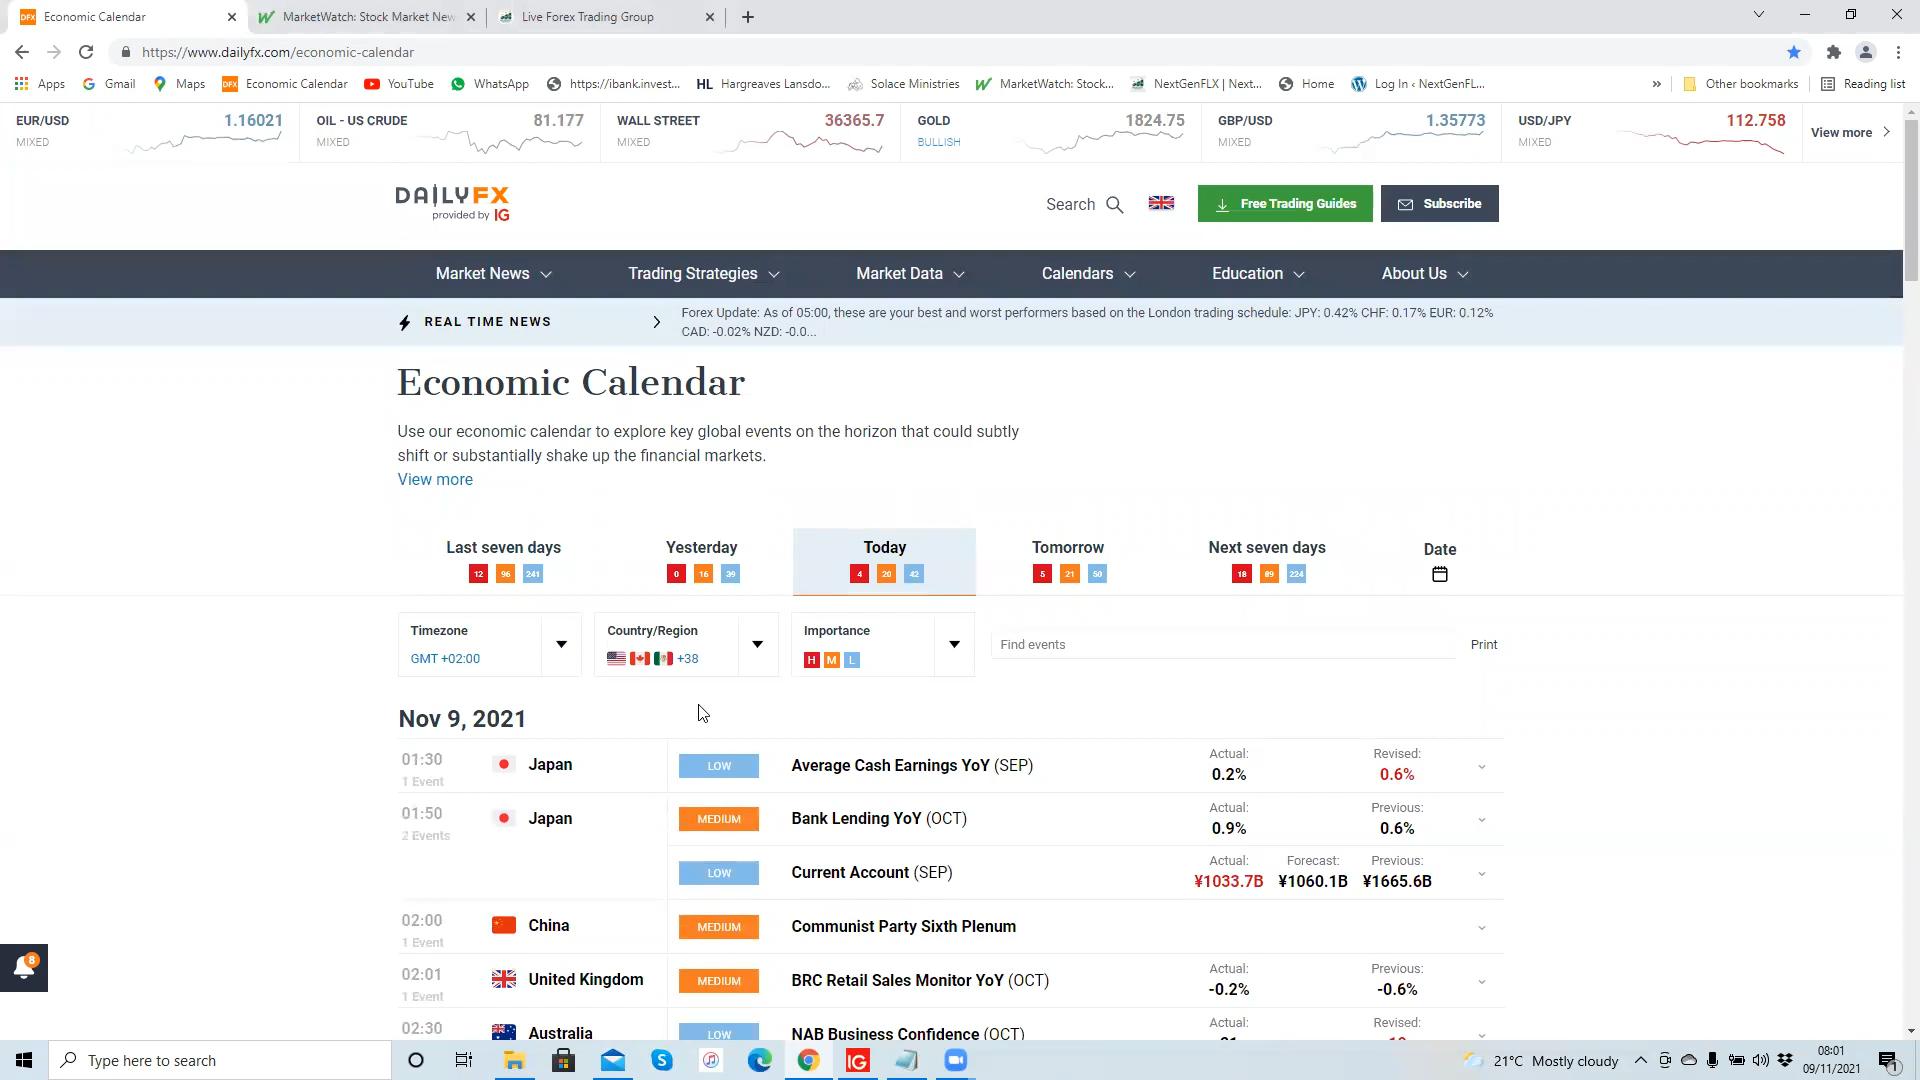 Economic Calendar
MarketWatch: Stock Market New
Live Forex Trading Group
https://www.dailyfx.com/economic-calendar
Apps
Gmail
Maps
Economic Calendar
YouTube
WhatsApp
https://ibank.invest...
HL Hargreaves Lansdo...
Solace Ministries
MarketWatch: Stock...
NextGenFLX | Next...
Home
Log In ‹ NextGenFL...
»
Other bookmarks
Reading list
EUR/USD 1.16021
MIXED
OIL - US CRUDE 81.177
MIXED
WALL STREET 36365.7
MIXED
GOLD 1824.75
BULLISH
GBP/USD 1.35773
MIXED
USD/JPY 112.758
MIXED
View more
DAILYFX
provided by IG
Search
Free Trading Guides
Subscribe
Market News
Trading Strategies
Market Data
Calendars
Education
About Us
REAL TIME NEWS
Forex Update: As of 05:00, these are your best and worst performers based on the London trading schedule: JPY: 0.42% CHF: 0.17% EUR: 0.12%
CAD: -0.02% NZD: -0.0...
Economic Calendar
Use our economic calendar to explore key global events on the horizon that could subtly
shift or substantially shake up the financial markets.
View more
Last seven days
12 96 241
Yesterday
0 16 39
Today
4 20 42
Tomorrow
5 21 50
Next seven days
18 89 224
Date
Timezone
GMT +02:00
Country/Region
+38
Importance
H M L
Find events
Print
Nov 9, 2021
01:30
1 Event
Japan
LOW
Average Cash Earnings YoY (SEP)
Actual:
0.2%
Revised:
0.6%
01:50
2 Events
Japan
MEDIUM
Bank Lending YoY (OCT)
Actual:
0.9%
Previous:
0.6%
LOW
Current Account (SEP)
Actual:
¥1033.7B
Forecast:
¥1060.1B
Previous:
¥1665.6B
02:00
1 Event
China
MEDIUM
Communist Party Sixth Plenum
02:01
1 Event
United Kingdom
MEDIUM
BRC Retail Sales Monitor YoY (OCT)
Actual:
-0.2%
Previous:
-0.6%
02:30
Australia
LOW
NAB Business Confidence (OCT)
Actual:
Revised:
8
Type here to search
IG
21°C Mostly cloudy
08:01
09/11/2021
1